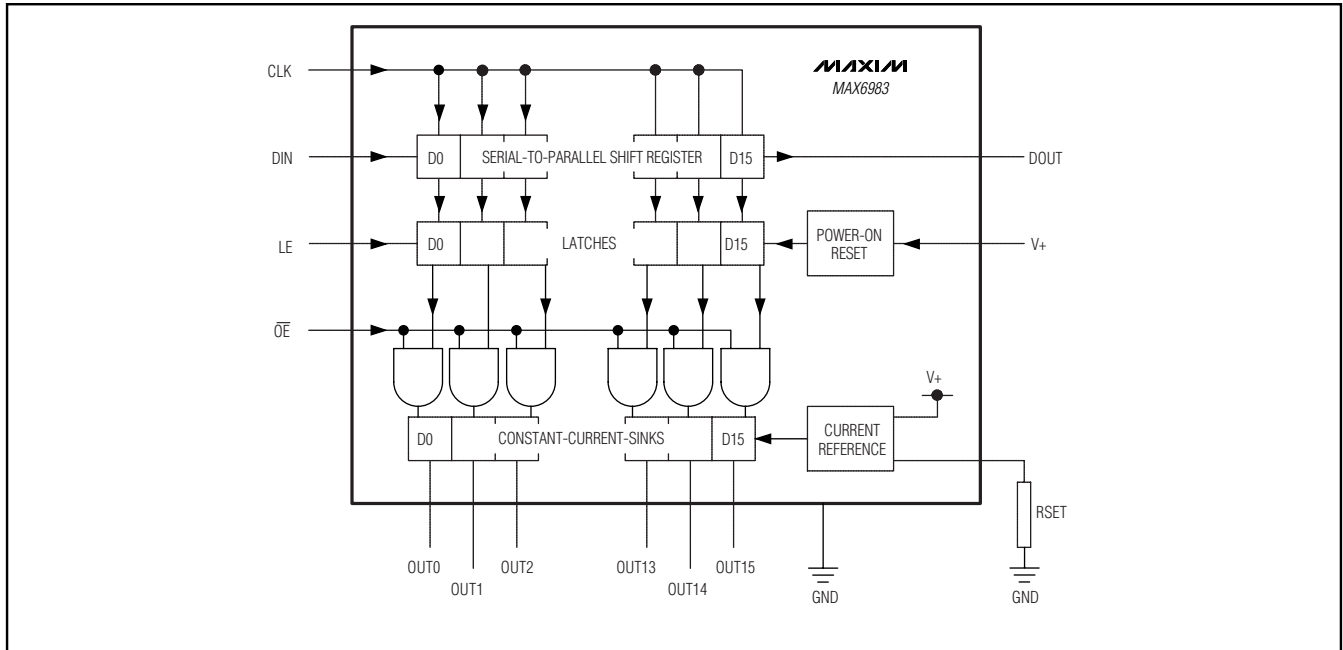 MAXIM
MAX6983
CLK
DIN
D0
SERIAL-TO-PARALLEL SHIFT REGISTER
D15
DOUT
LE
D0
LATCHES
D15
POWER-ON
RESET
V+
OE
V+
D0
CONSTANT-CURRENT-SINKS
D15
CURRENT
REFERENCE
RSET
OUT0
OUT2
OUT13
OUT15
OUT1
OUT14
GND
GND